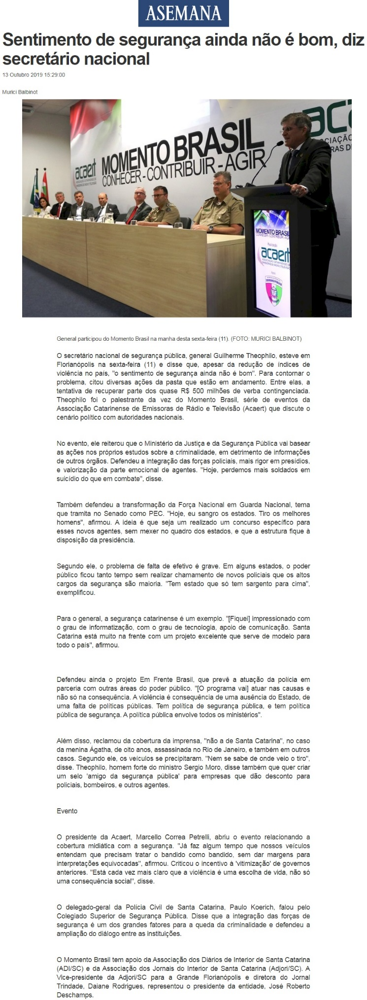 ASEMANA
Sentimento de segurança ainda não é bom, diz
secretário nacional
13 Outubro 2019 15:29:00
Murici Balbinot
acaert
ASSOCIAÇÃO CATARINENSE DE
EMISSORAS DE RÁDIO E TELEVISÃO
MOMENTO BRASIL
CONHECER - CONTRIBUIR - AGIR
aca
OCIAÇÃO
RAS DE
MOMENTO BRASIL
CONHECER - CONTRIBUIR - AGIR
Realização
acaert
ASSOCIAÇÃO CATARINENSE DE
EMISSORAS DE RÁDIO E TELEVISÃO
Apoio
SEGURANÇA PÚBLICA
General participou do Momento Brasil na manha desta sexta-feira (11). (FOTO: MURICI BALBINOT)
O secretário nacional de segurança pública, general Guilherme Theophilo, esteve em
Florianópolis na sexta-feira (11) e disse que, apesar da redução de índices de
violência no país, "o sentimento de segurança ainda não é bom". Para contornar o
problema, citou diversas ações da pasta que estão em andamento. Entre elas, a
tentativa de recuperar parte dos quase R$ 500 milhões de verba contingenciada.
Theophilo foi o palestrante da vez do Momento Brasil, série de eventos da
Associação Catarinense de Emissoras de Rádio e Televisão (Acaert) que discute o
cenário político com autoridades nacionais.
No evento, ele reiterou que o Ministério da Justiça e da Segurança Pública vai basear
as ações nos próprios estudos sobre a criminalidade, em detrimento de informações
de outros órgãos. Defendeu a integração das forças policiais, mais rigor em presídios,
e valorização da parte emocional de agentes. "Hoje, perdemos mais soldados em
suicídio do que em combate", disse.
Também defendeu a transformação da Força Nacional em Guarda Nacional, tema
que tramita no Senado como PEC. "Hoje, eu sangro os estados. Tiro os melhores
homens", afirmou. A ideia é que seja um realizado um concurso específico para
esses novos agentes, sem mexer no quadro dos estados, e que a estrutura fique à
disposição da presidência.
Segundo ele, o problema de falta de efetivo é grave. Em alguns estados, o poder
público ficou tanto tempo sem realizar chamamento de novos policiais que os altos
cargos da segurança são maioria. "Tem estado que só tem sargento para cima",
exemplificou.
Para o general, a segurança catarinense é um exemplo. "[Fiquei] impressionado com
o grau de informatização, com o grau de tecnologia, apoio de comunicação. Santa
Catarina está muito na frente com um projeto excelente que serve de modelo para
todo o país", afirmou.
Defendeu ainda o projeto Em Frente Brasil, que prevê a atuação da polícia em
parceria com outras áreas do poder público. "[O programa vai] atuar nas causas e
não só na consequência. A violência é consequência de uma ausência do Estado, de
uma falta de políticas públicas. Tem política de segurança pública, e tem política
pública de segurança. A política pública envolve todos os ministérios".
Além disso, reclamou da cobertura da imprensa, "não a de Santa Catarina", no caso
da menina Ágatha, de oito anos, assassinada no Rio de Janeiro, e também em outros
casos. Segundo ele, os veículos se precipitaram. "Nem se sabe de onde veio o tiro",
disse. Theophilo, homem forte do ministro Sergio Moro, disse também que quer criar
um selo 'amigo da segurança pública' para empresas que dão desconto para
policiais, bombeiros, e outros agentes.
Evento
O presidente da Acaert, Marcello Correa Petrelli, abriu o evento relacionando a
cobertura midiática com a segurança. "Já faz algum tempo que nossos veículos
entendam que precisam tratar o bandido como bandido, sem dar margens para
interpretações equivocadas", afirmou. Criticou o incentivo à 'vitimização' de governos
anteriores. "Está cada vez mais claro que a violência é uma escolha de vida, não só
uma consequência social", disse.
O delegado-geral da Polícia Civil de Santa Catarina, Paulo Koerich, falou pelo
Colegiado Superior de Segurança Pública. Disse que a integração das forças de
segurança é um dos grandes fatores para a queda da criminalidade e defendeu a
ampliação do diálogo entre as instituições.
O Momento Brasil tem apoio da Associação dos Diários de Interior de Santa Catarina
(ADI/SC) e da Associação dos Jornais do Interior de Santa Catarina (Adjori/SC). A
Vice-presidente da Adjori/SC para a Grande Florianópolis e diretora do Jornal
Trindade, Daiane Rodrigues, representou o presidente da entidade, José Roberto
Deschamps.